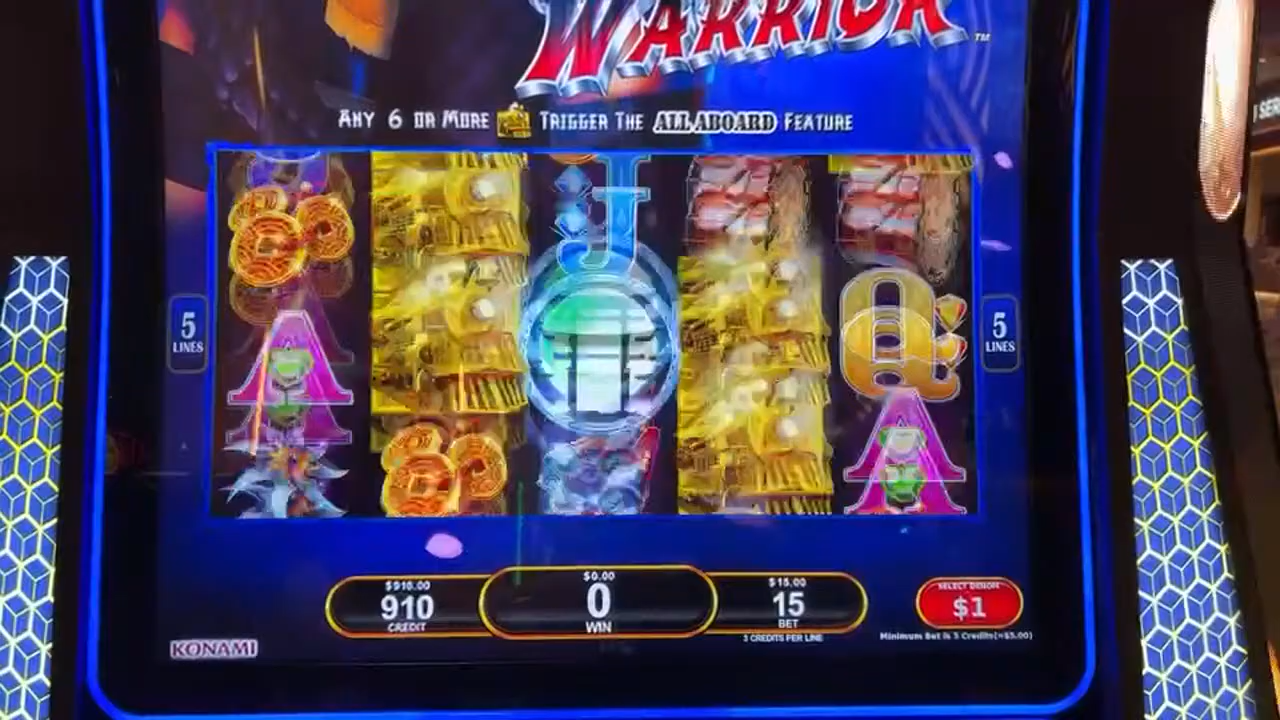 WARRIOR™
ANY 6 OR MORE TRIGGER THE ALL ABOARD FEATURE
J
Q
A
A
5
LINES
5
LINES
$910.00
910
CREDIT
$0.00
0
WIN
$15.00
15
BET
3 CREDITS PER LINE
SELECT DENOM
$1
Minimum Bet is 5 Credits(=$5.00)
KONAMI